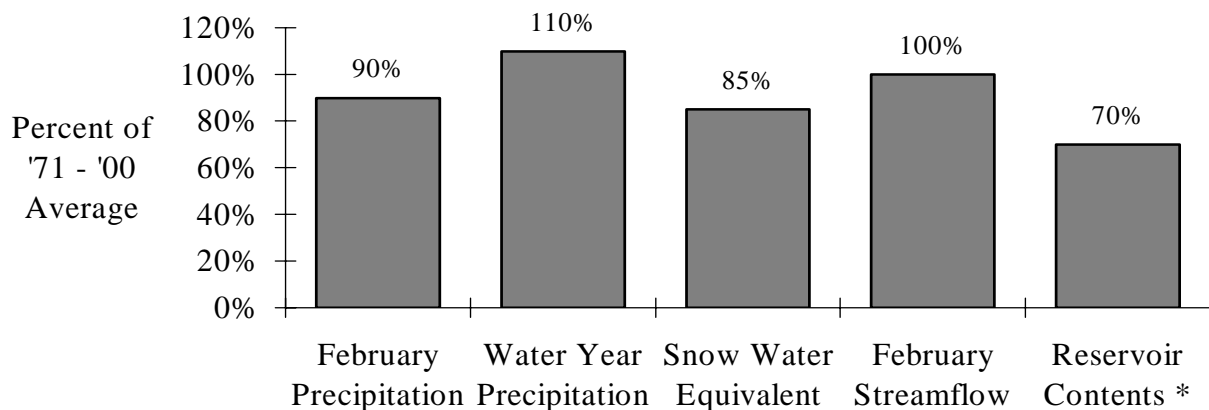 120%
100%
80%
60%
40%
20%
0%
Percent of
'71 - '00
Average
90%
110%
85%
100%
70%
February
Precipitation
Water Year
Precipitation
Snow Water
Equivalent
February
Streamflow
Reservoir
Contents *